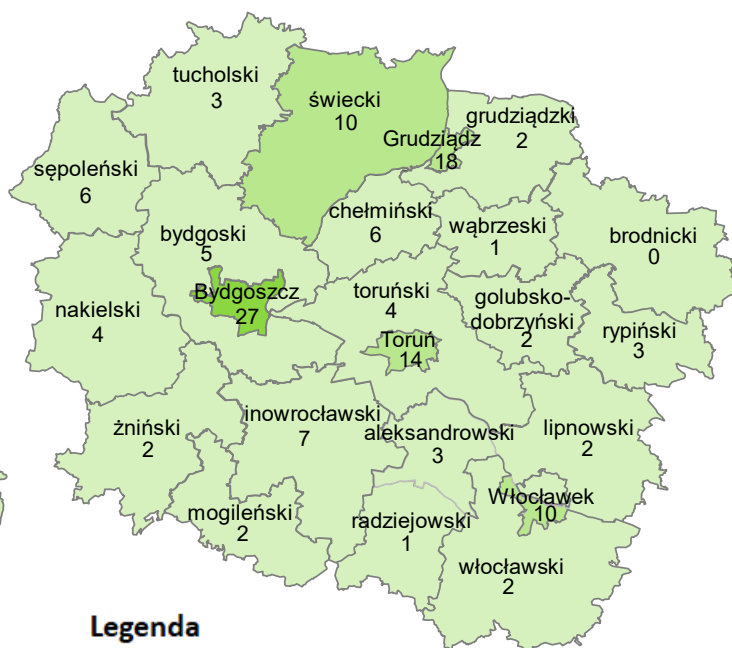 tucholski
3
świecki
10
grudziądzki
2
Grudziądz
18
sępoleński
6
chełmiński
6
wąbrzeski
1
brodnicki
0
bydgoski
5
Bydgoszcz
27
nakielski
4
toruński
4
Toruń
14
golubsko-
dobrzyński
2
rypiński
3
żniński
2
inowrocławski
7
aleksandrowski
3
lipnowski
2
mogileński
2
radziejowski
1
Włocławek
10
włocławski
2
Legenda